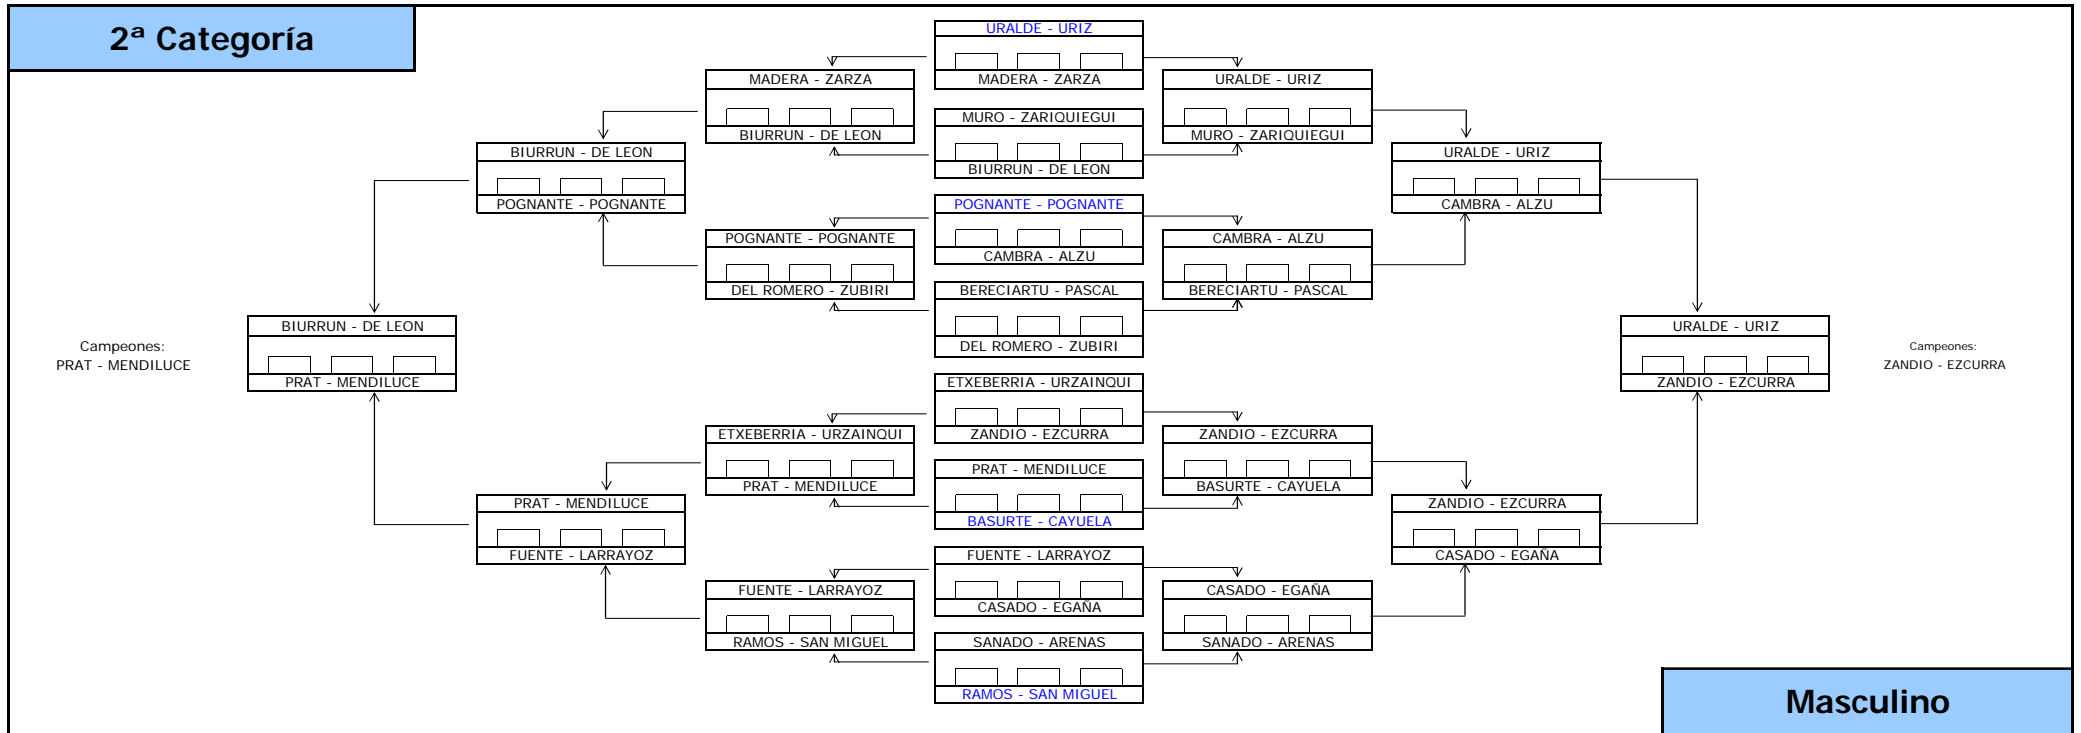 2ª Categoría
URALDE - URIZ
MADERA - ZARZA
MADERA - ZARZA
URALDE - URIZ
MURO - ZARIQUIEGUI
BIURRUN - DE LEON
MURO - ZARIQUIEGUI
BIURRUN - DE LEON
URALDE - URIZ
BIURRUN - DE LEON
POGNANTE - POGNANTE
POGNANTE - POGNANTE
CAMBRA - ALZU
POGNANTE - POGNANTE
CAMBRA - ALZU
CAMBRA - ALZU
DEL ROMERO - ZUBIRI
BERECIARTU - PASCAL
BERECIARTU - PASCAL
BIURRUN - DE LEON
URALDE - URIZ
Campeones:
DEL ROMERO - ZUBIRI
Campeones:
PRAT - MENDILUCE
ZANDIO - EZCURRA
PRAT - MENDILUCE
ETXEBERRIA - URZAINQUI
ZANDIO - EZCURRA
ETXEBERRIA - URZAINQUI
ZANDIO - EZCURRA
ZANDIO - EZCURRA
PRAT - MENDILUCE
PRAT - MENDILUCE
BASURTE - CAYUELA
PRAT - MENDILUCE
ZANDIO - EZCURRA
BASURTE - CAYUELA
FUENTE - LARRAYOZ
FUENTE - LARRAYOZ
CASADO - EGAÑA
FUENTE - LARRAYOZ
CASADO - EGAÑA
CASADO - EGAÑA
RAMOS - SAN MIGUEL
SANADO - ARENAS
SANADO - ARENAS
RAMOS - SAN MIGUEL
Masculino